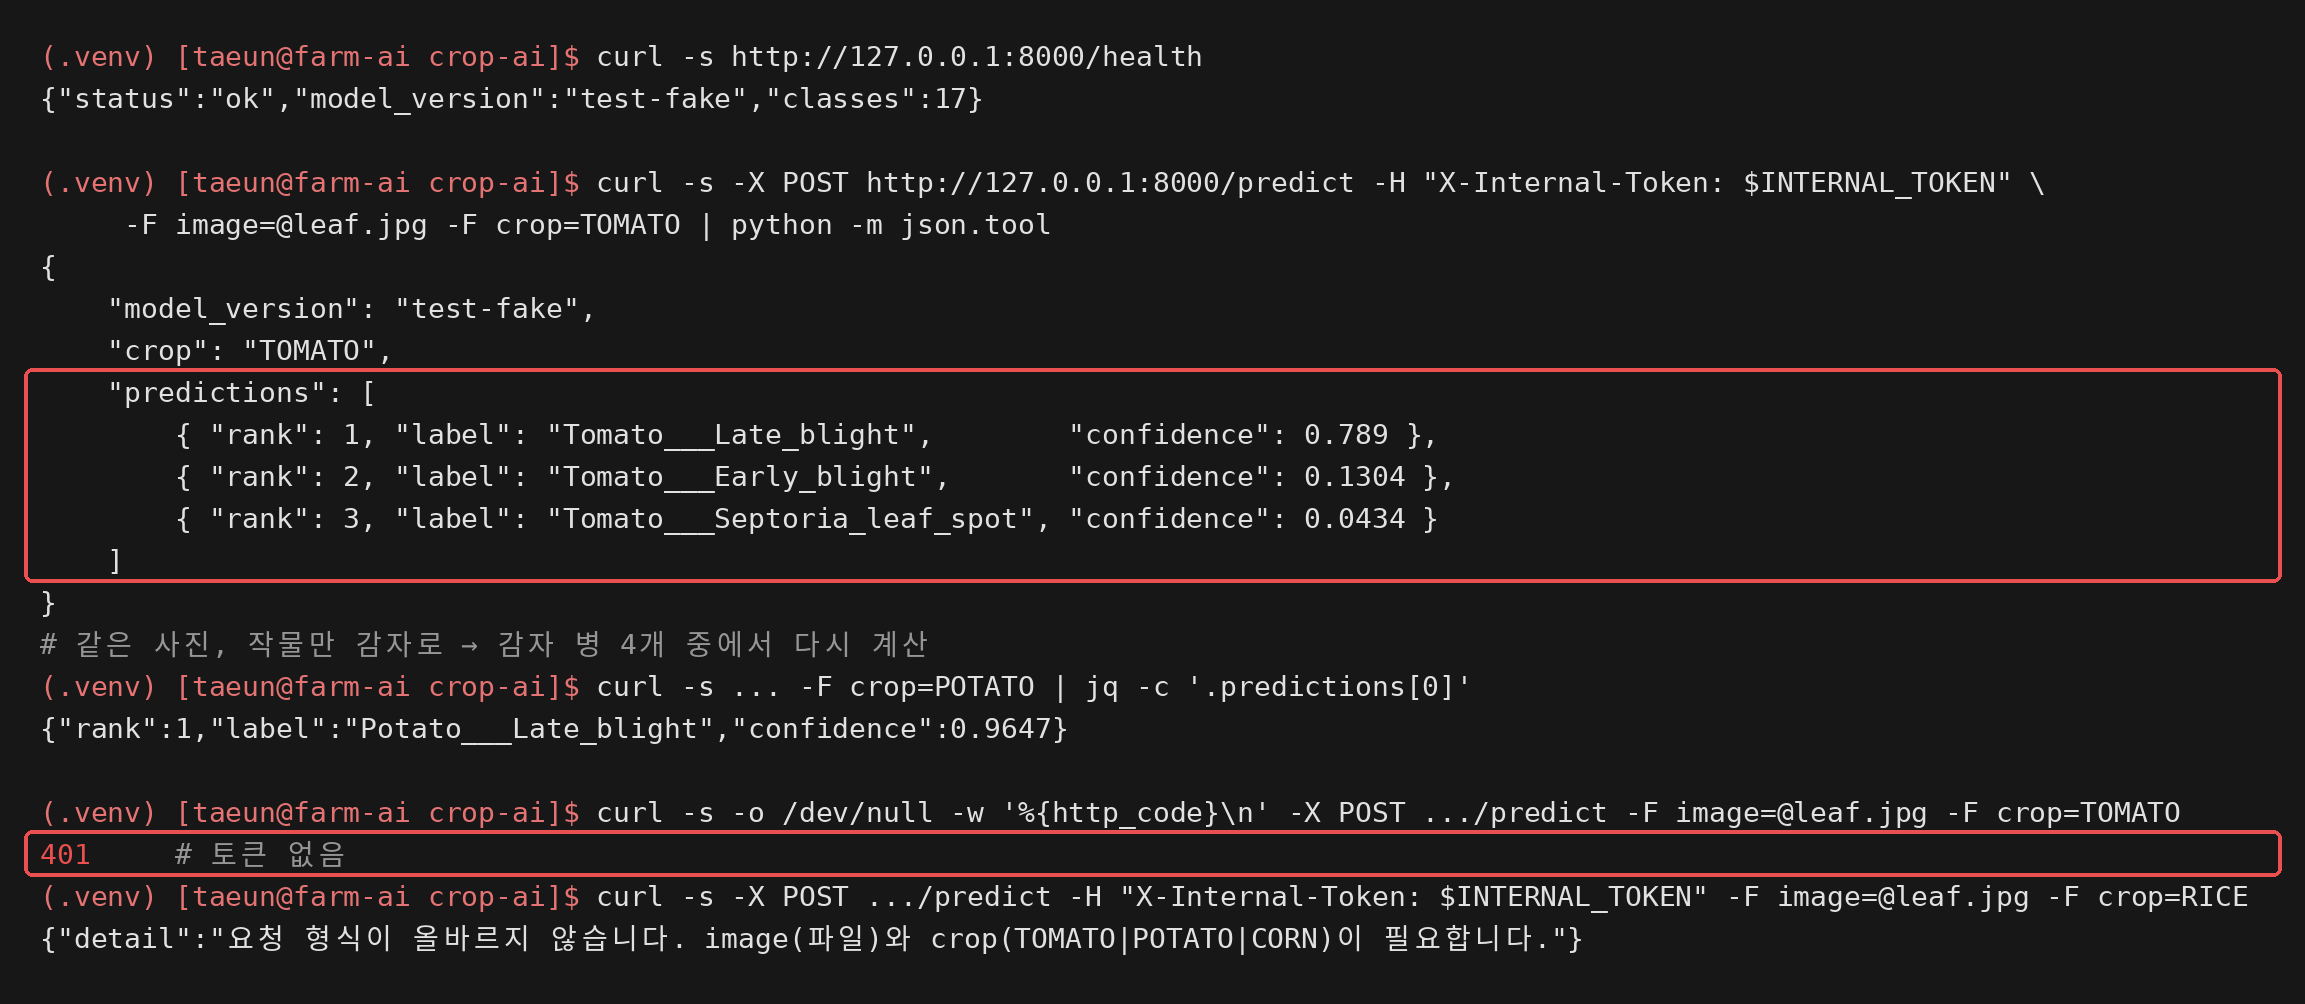 (.venv) [taeun@farm-ai crop-ai]$ curl -s http://127.0.0.1:8000/health
{"status":"ok","model_version":"test-fake","classes":17}
(.venv) [taeun@farm-ai crop-ai]$ curl -s -X POST http://127.0.0.1:8000/predict -H "X-Internal-Token: $INTERNAL_TOKEN" \
     -F image=@leaf.jpg -F crop=TOMATO | python -m json.tool
{
    "model_version": "test-fake",
    "crop": "TOMATO",
    "predictions": [
        { "rank": 1, "label": "Tomato___Late_blight",        "confidence": 0.789 },
        { "rank": 2, "label": "Tomato___Early_blight",       "confidence": 0.1304 },
        { "rank": 3, "label": "Tomato___Septoria_leaf_spot", "confidence": 0.0434 }
    ]
}
# 같은 사진, 작물만 감자로 → 감자 병 4개 중에서 다시 계산
(.venv) [taeun@farm-ai crop-ai]$ curl -s ... -F crop=POTATO | jq -c '.predictions[0]'
{"rank":1,"label":"Potato___Late_blight","confidence":0.9647}
(.venv) [taeun@farm-ai crop-ai]$ curl -s -o /dev/null -w '%{http_code}\n' -X POST .../predict -F image=@leaf.jpg -F crop=TOMATO
401     # 토큰 없음
(.venv) [taeun@farm-ai crop-ai]$ curl -s -X POST .../predict -H "X-Internal-Token: $INTERNAL_TOKEN" -F image=@leaf.jpg -F crop=RICE
{"detail":"요청 형식이 올바르지 않습니다. image(파일)와 crop(TOMATO|POTATO|CORN)이 필요합니다."}